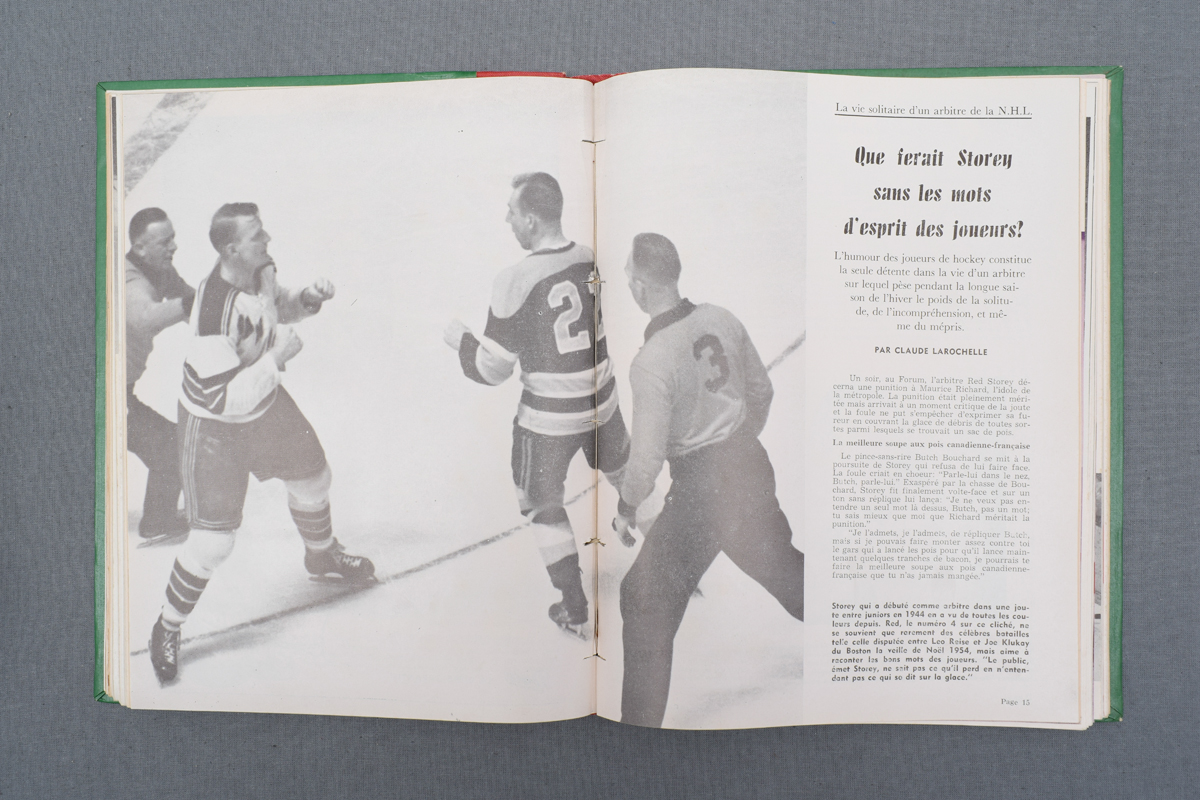 La vie solitaire d'un arbitre de la N.H.L.
Que ferait Storey
sans les mots
d'esprit des joueurs?
L'humour des joueurs de hockey constitue
la seule détente dans la vie d'un arbitre
sur lequel pèse pendant la longue sai-
son de l'hiver le poids de la solitu-
de, de l'incompréhension, et mê-
me du mépris.
PAR CLAUDE LAROCHELLE
Un soir, au Forum, l'arbitre Red Storey dé-
cerna une punition à Maurice Richard, l'idole de
la métropole. La punition était pleinement méri-
tée mais arrivait à un moment critique de la joute
et la foule ne put s'empêcher d'exprimer sa fu-
reur en couvrant la glace de débris de toutes sor-
tes parmi lesquels se trouvait un sac de pois.
La meilleure soupe aux pois canadienne-française
Le pince-sans-rire Butch Bouchard se mit à la
poursuite de Storey qui refusa de lui faire face.
La foule criait en choeur: "Parle-lui dans le nez,
Butch, parle-lui." Exaspéré par la chasse de Bou-
chard, Storey fit finalement volte-face et sur un
ton sans réplique lui lança: "Je ne veux pas en-
tendre un seul mot là dessus, Butch, pas un mot;
tu sais mieux que moi que Richard méritait la
punition."
"Je l'admets, je l'admets, de répliquer Butch,
mais si je pouvais faire monter assez contre toi
le gars qui a lancé les pois pour qu'il lance main-
tenant quelques tranches de bacon, je pourrais te
faire la meilleure soupe aux pois canadienne-
française que tu n'as jamais mangée."
Storey qui a débuté comme arbitre dans une jou-
te entre juniors en 1944 en a vu de toutes les cou-
leurs depuis. Red, le numéro 4 sur ce cliché, ne
se souvient que rarement des célèbres batailles
telle celle disputée entre Leo Reise et Joe Klukay
du Boston la veille de Noël 1954, mais aime à
raconter les bons mots des joueurs. "Le public,
émet Storey, ne sait pas ce qu'il perd en n'enten-
dant pas ce qui se dit sur la glace."
Page 15
2
3